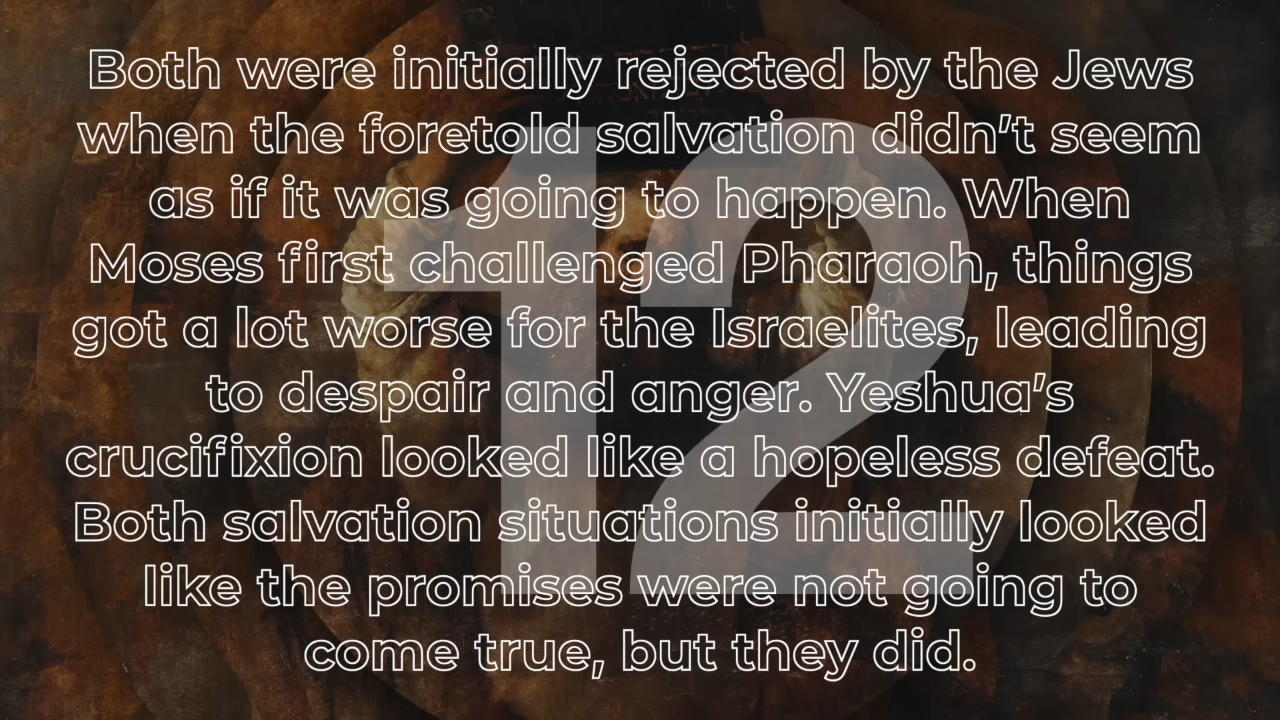 Both were initially rejected by the Jews
when the foretold salvation didn't seem
as if it was going to happen. When
Moses first challenged Pharaoh, things
got a lot worse for the Israelites, leading
to despair and anger. Yeshua's
crucifixion looked like a hopeless defeat.
Both salvation situations initially looked
like the promises were not going to
come true, but they did.
12